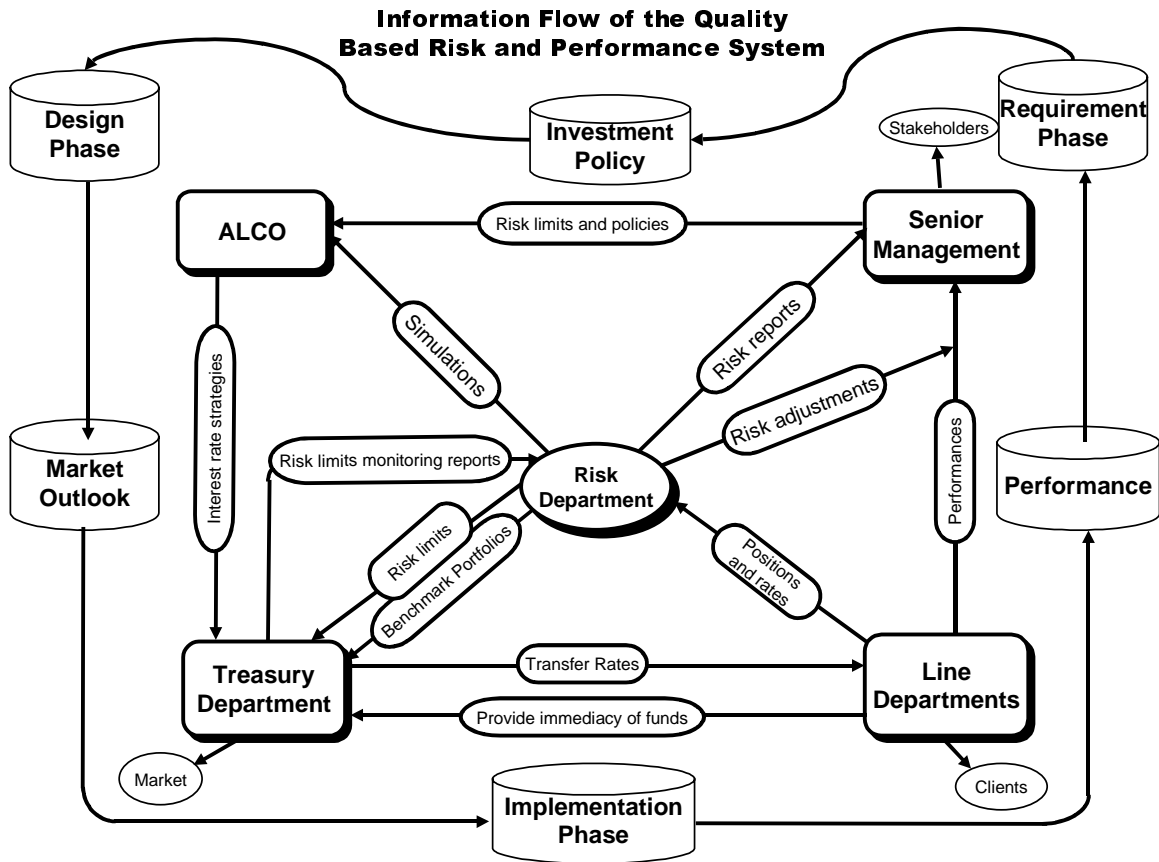 Information Flow of the Quality
Based Risk and Performance System
Design
Phase
Investment
Policy
Stakeholders
Requirement
Phase
ALCO
Risk limits and policies
Senior
Management
Simulations
Risk reports
Interest rate strategies
Risk adjustments
Market
Outlook
Risk limits monitoring reports
Risk
Department
Performances
Performance
Risk limits
Benchmark Portfolios
Positions
and rates
Treasury
Department
Transfer Rates
Line
Departments
Provide immediacy of funds
Market
Implementation
Phase
Clients